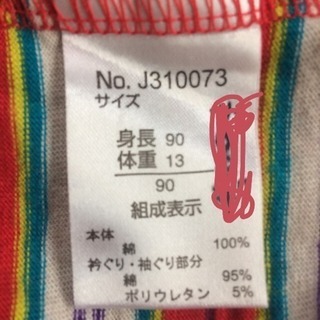 No. J310073
サイズ
身長 90
体重 13
90
組成表示
本体
綿 100%
衿ぐり・袖ぐり部分
綿 95%
ポリウレタン 5%